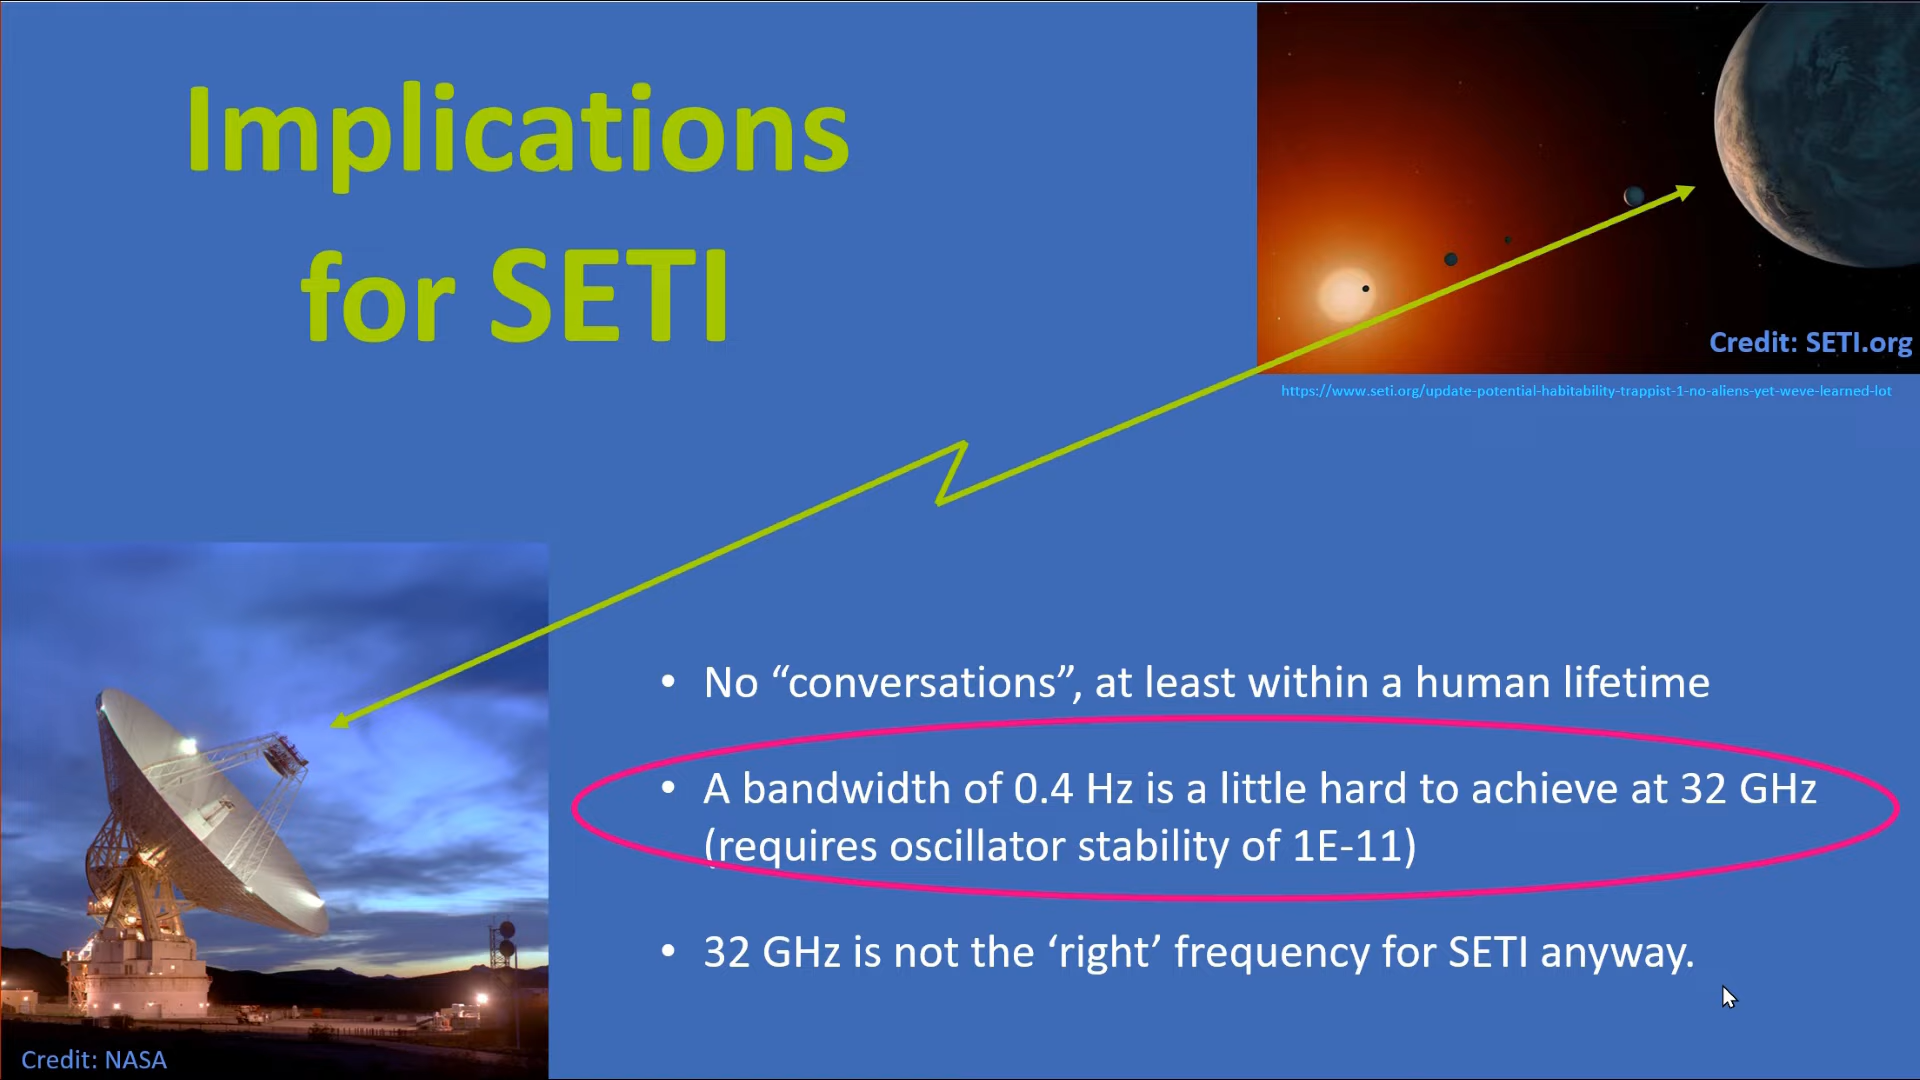 Implications
for SETI
Credit: SETI.org
https://www.seti.org/update-potential-habitability-trappist-1-no-aliens-yet-weve-learned-lot
• No “conversations”, at least within a human lifetime
• A bandwidth of 0.4 Hz is a little hard to achieve at 32 GHz
(requires oscillator stability of 1E-11)
• 32 GHz is not the ‘right’ frequency for SETI anyway.
Credit: NASA